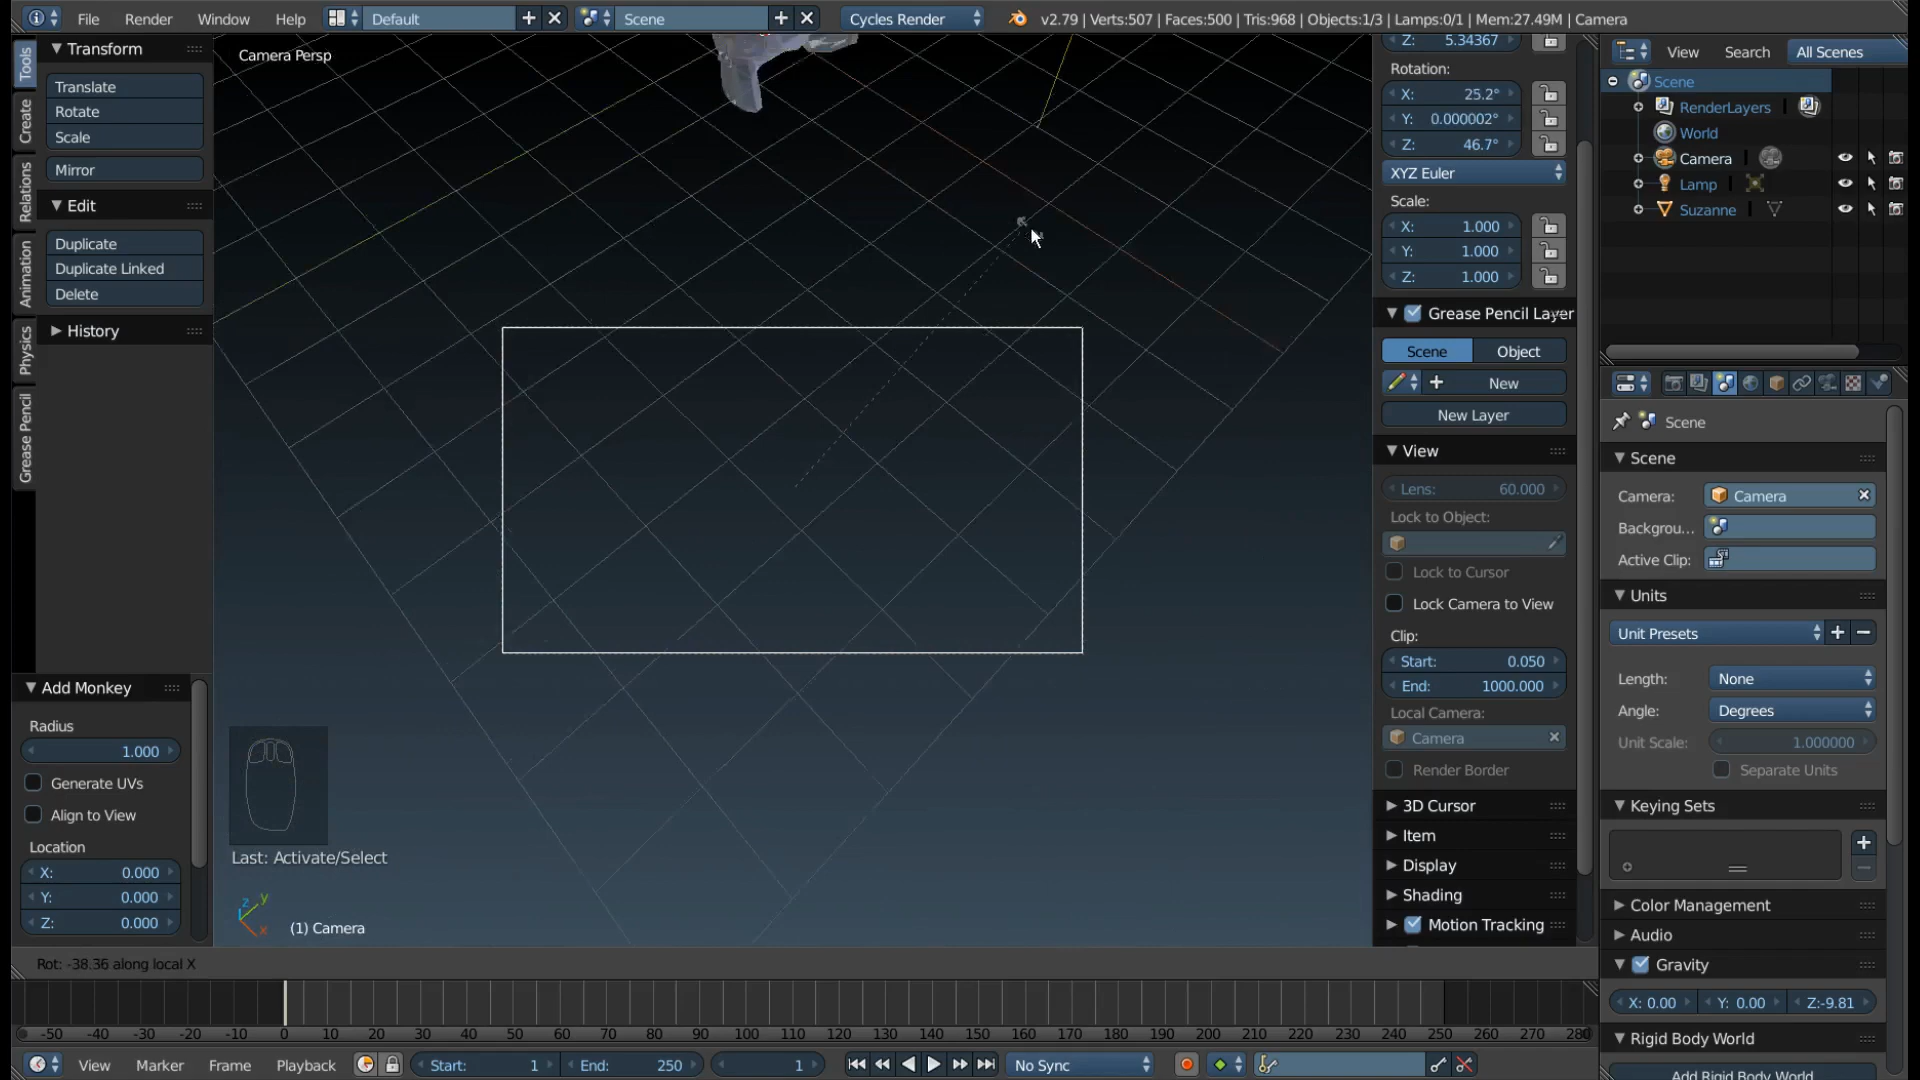 File Render Window Help Default Scene Cycles Render v2.79 | Verts:507 | Faces:500 | Tris:968 | Objects:1/3 | Lamps:0/1 | Mem:27.49M | Camera
Tools
Create
Relations
Animation
Physics
Grease Pencil
Transform
Translate
Rotate
Scale
Mirror
Edit
Duplicate
Duplicate Linked
Delete
History
Add Monkey
Radius
1.000
Generate UVs
Align to View
Location
X: 0.000
Y: 0.000
Z: 0.000
Camera Persp
Last: Activate/Select
z y x
(1) Camera
Rot: -38.36 along local X
Z: 5.34367
Rotation:
X: 25.2°
Y: 0.000002°
Z: 46.7°
XYZ Euler
Scale:
X: 1.000
Y: 1.000
Z: 1.000
Grease Pencil Layer
Scene Object
New
New Layer
View
Lens: 60.000
Lock to Object:
Lock to Cursor
Lock Camera to View
Clip:
Start: 0.050
End: 1000.000
Local Camera:
Camera
Render Border
3D Cursor
Item
Display
Shading
Motion Tracking
View Search All Scenes
Scene
RenderLayers
World
Camera
Lamp
Suzanne
Scene
Scene
Camera: Camera
Backgrou...
Active Clip:
Units
Unit Presets
Length: None
Angle: Degrees
Unit Scale: 1.000000
Separate Units
Keying Sets
Color Management
Audio
Gravity
X: 0.00 Y: 0.00 Z:-9.81
Rigid Body World
Add Rigid Body World
-50 -40 -30 -20 -10 0 10 20 30 40 50 60 70 80 90 100 110 120 130 140 150 160 170 180 190 200 210 220 230 240 250 260 270 280
View Marker Frame Playback Start: 1 End: 250 1 No Sync